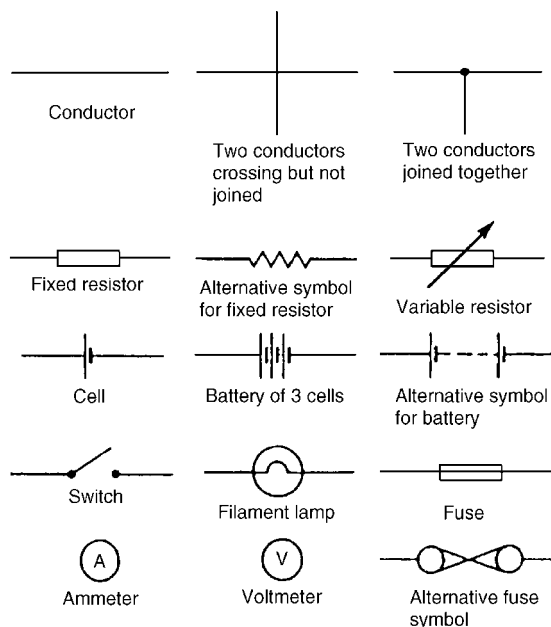 Conductor
Two conductors
crossing but not
joined
Two conductors
joined together
Fixed resistor
Alternative symbol
for fixed resistor
Variable resistor
Cell
Battery of 3 cells
Alternative symbol
for battery
Switch
Filament lamp
Fuse
A
Ammeter
V
Voltmeter
Alternative fuse
symbol